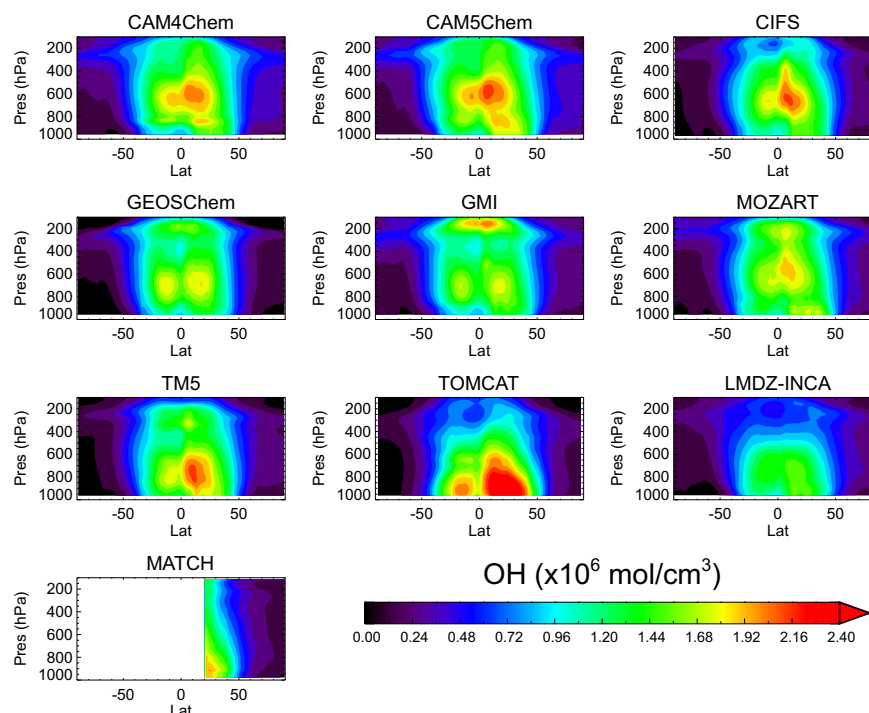 CAM4Chem CAM5Chem CIFS
Pres (hPa) 200 400 600 800 1000 Pres (hPa) 200 400 600 800 1000 Pres (hPa) 200 400 600 800 1000
-50 0 50 -50 0 50 -50 0 50
Lat Lat Lat
GEOSChem GMI MOZART
Pres (hPa) 200 400 600 800 1000 Pres (hPa) 200 400 600 800 1000 Pres (hPa) 200 400 600 800 1000
-50 0 50 -50 0 50 -50 0 50
Lat Lat Lat
TM5 TOMCAT LMDZ-INCA
Pres (hPa) 200 400 600 800 1000 Pres (hPa) 200 400 600 800 1000 Pres (hPa) 200 400 600 800 1000
-50 0 50 -50 0 50 -50 0 50
Lat Lat Lat
MATCH
Pres (hPa) 200 400 600 800 1000
-50 0 50
Lat
OH (x10⁶ mol/cm³)
0.00 0.24 0.48 0.72 0.96 1.20 1.44 1.68 1.92 2.16 2.40